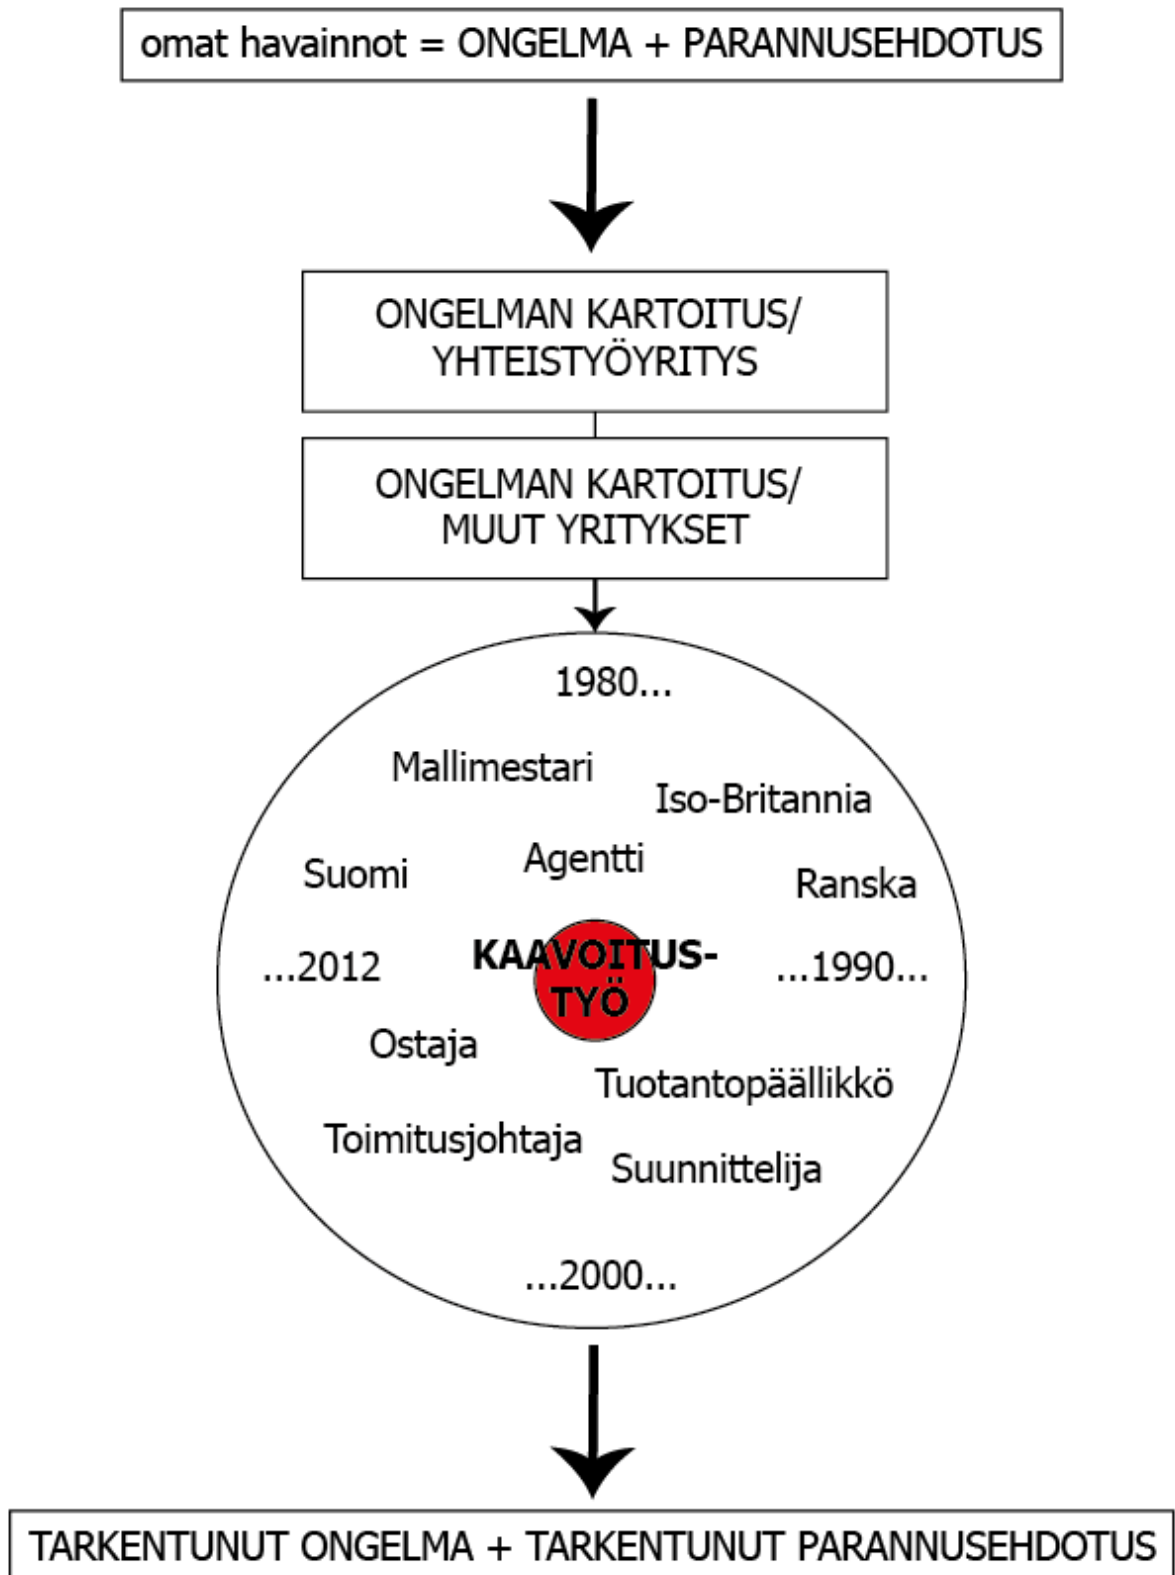 omat havainnot = ONGELMA + PARANNUSEHDOTUS
ONGELMAN KARTOITUS/
YHTEISTYÖYRITYS
ONGELMAN KARTOITUS/
MUUT YRITYKSET
1980...
Mallimestari
Iso-Britannia
Agentti
Suomi
Ranska
...2012
KAAVOITUS-
TYÖ
...1990...
Ostaja
Tuotantopäällikkö
Toimitusjohtaja
Suunnittelija
...2000...
TARKENTUNUT ONGELMA + TARKENTUNUT PARANNUSEHDOTUS